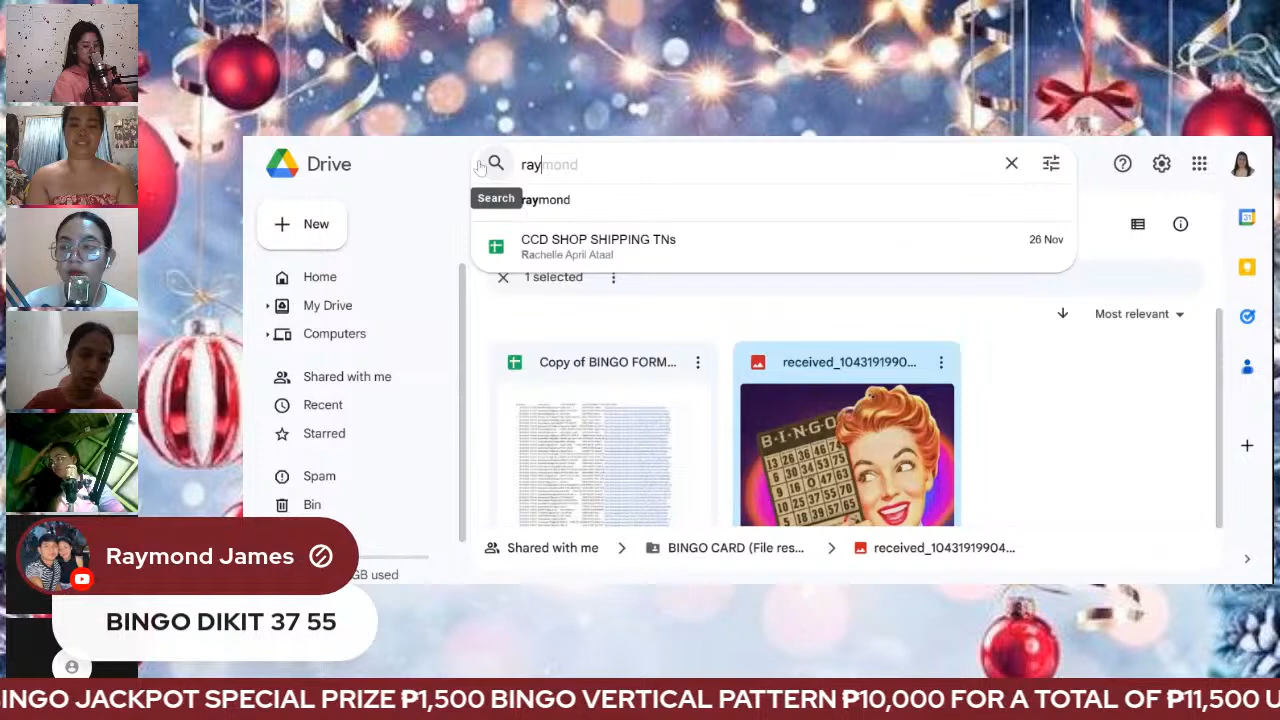 Drive
raymond
Search
raymond
CCD SHOP SHIPPING TNs
Rachelle April Ataal
26 Nov
New
1 selected
Home
My Drive
Computers
Shared with me
Recent
Starred
Spam
Bin
GB used
Most relevant
Copy of BINGO FORM...
received_1043191990...
B·I·N·G·O
Shared with me
BINGO CARD (File res...
received_10431919904...
Raymond James
BINGO DIKIT 37 55
BINGO JACKPOT SPECIAL PRIZE ₱1,500 BINGO VERTICAL PATTERN ₱10,000 FOR A TOTAL OF ₱11,500 U